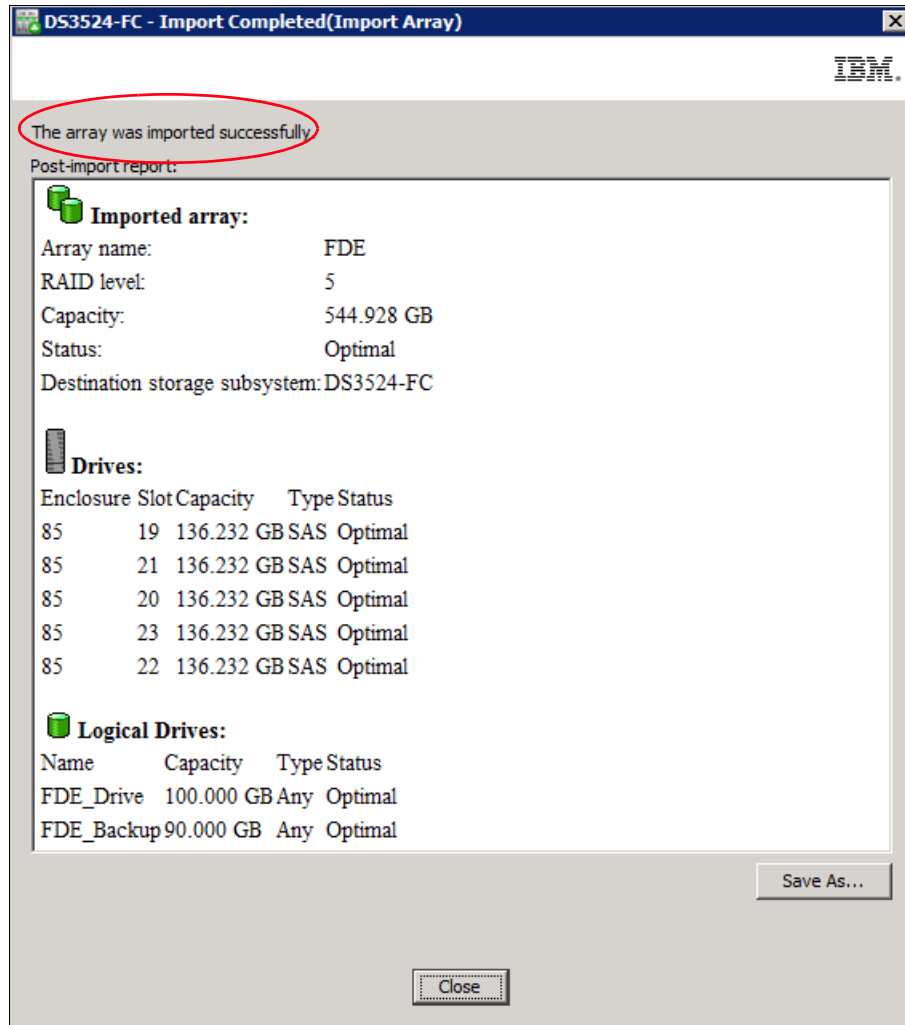 DS3524-FC - Import Completed(Import Array)
IBM.
The array was imported successfully.
Post-import report:
Imported array:
Array name: FDE
RAID level: 5
Capacity: 544.928 GB
Status: Optimal
Destination storage subsystem: DS3524-FC
Drives:
Enclosure Slot Capacity Type Status
85 19 136.232 GB SAS Optimal
85 21 136.232 GB SAS Optimal
85 20 136.232 GB SAS Optimal
85 23 136.232 GB SAS Optimal
85 22 136.232 GB SAS Optimal
Logical Drives:
Name Capacity Type Status
FDE_Drive 100.000 GB Any Optimal
FDE_Backup 90.000 GB Any Optimal
Save As...
Close